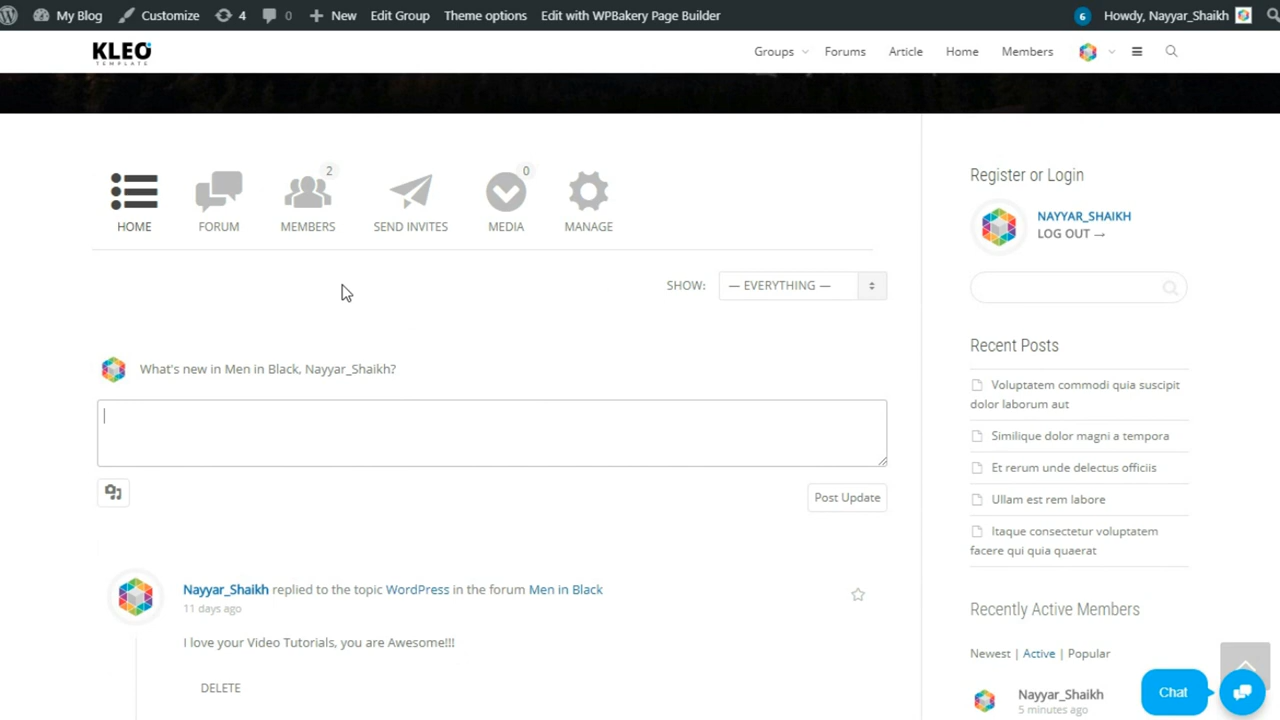 My Blog Customize 4 0 New Edit Group Theme options Edit with WPBakery Page Builder 6 Howdy, Nayyar_Shaikh
KLEO
TEMPLATE
Groups Forums Article Home Members
2
0
HOME FORUM MEMBERS SEND INVITES MEDIA MANAGE
SHOW: — EVERYTHING —
What's new in Men in Black, Nayyar_Shaikh?
Post Update
Nayyar_Shaikh replied to the topic WordPress in the forum Men in Black
11 days ago
I love your Video Tutorials, you are Awesome!!!
DELETE
Register or Login
NAYYAR_SHAIKH
LOG OUT →
Recent Posts
Voluptatem commodi quia suscipit
dolor laborum aut
Similique dolor magni a tempora
Et rerum unde delectus officiis
Ullam est rem labore
Itaque consectetur voluptatem
facere qui quia quaerat
Recently Active Members
Newest | Active | Popular
Nayyar_Shaikh
5 minutes ago
Chat